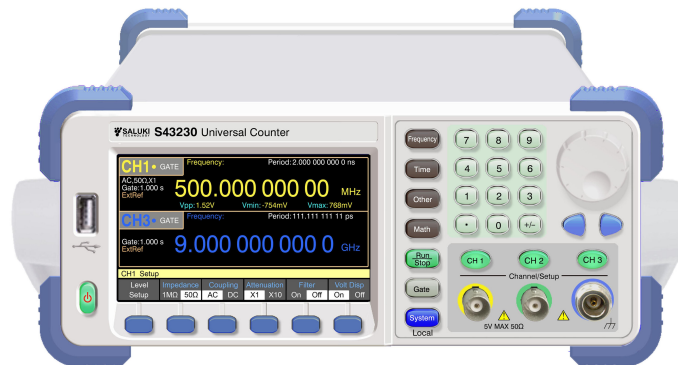 SALUKI TECHNOLOGY S43230 Universal Counter
CH1 GATE Frequency: Period:2.000 000 000 0 ns
AC,50Ω,X1
Gate:1.000 s
ExtRef
500.000 000 00 MHz
Vpp:1.52V Vmin:-754mV Vmax:768mV
CH3 GATE Frequency: Period:111.111 111 11 ps
Gate:1.000 s
ExtRef
9.000 000 000 0 GHz
CH1 Setup
Level Setup
Impedance 1MΩ 50Ω
Coupling AC DC
Attenuation X1 X10
Filter On Off
Volt Disp On Off
Frequency
Time
Other
Math
Run Stop
Gate
System
Local
7 8 9
4 5 6
1 2 3
• 0 +/-
CH 1 CH 2 CH 3
Channel/Setup
5V MAX 50Ω